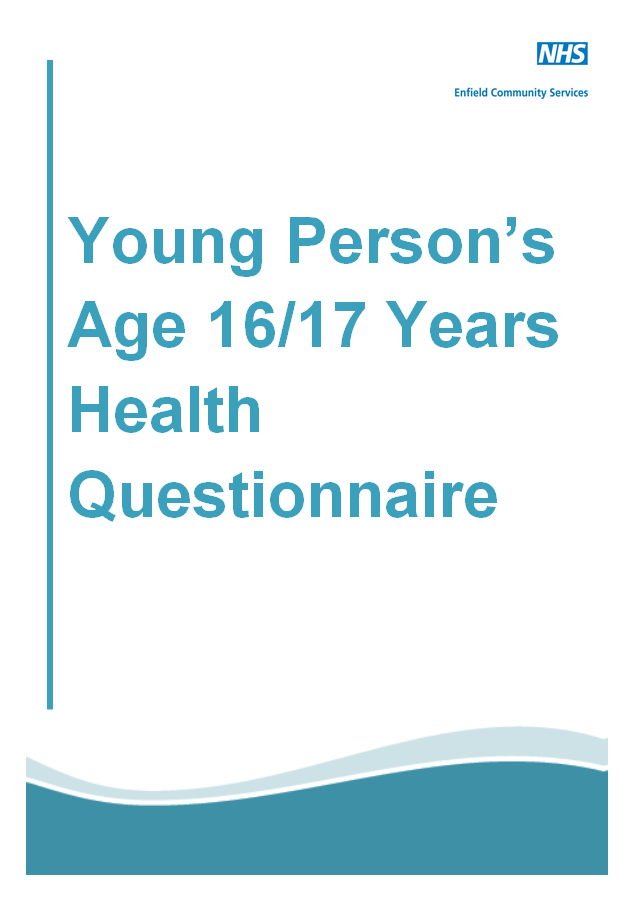 NHS
Enfield Community Services
Young Person’s
Age 16/17 Years
Health
Questionnaire